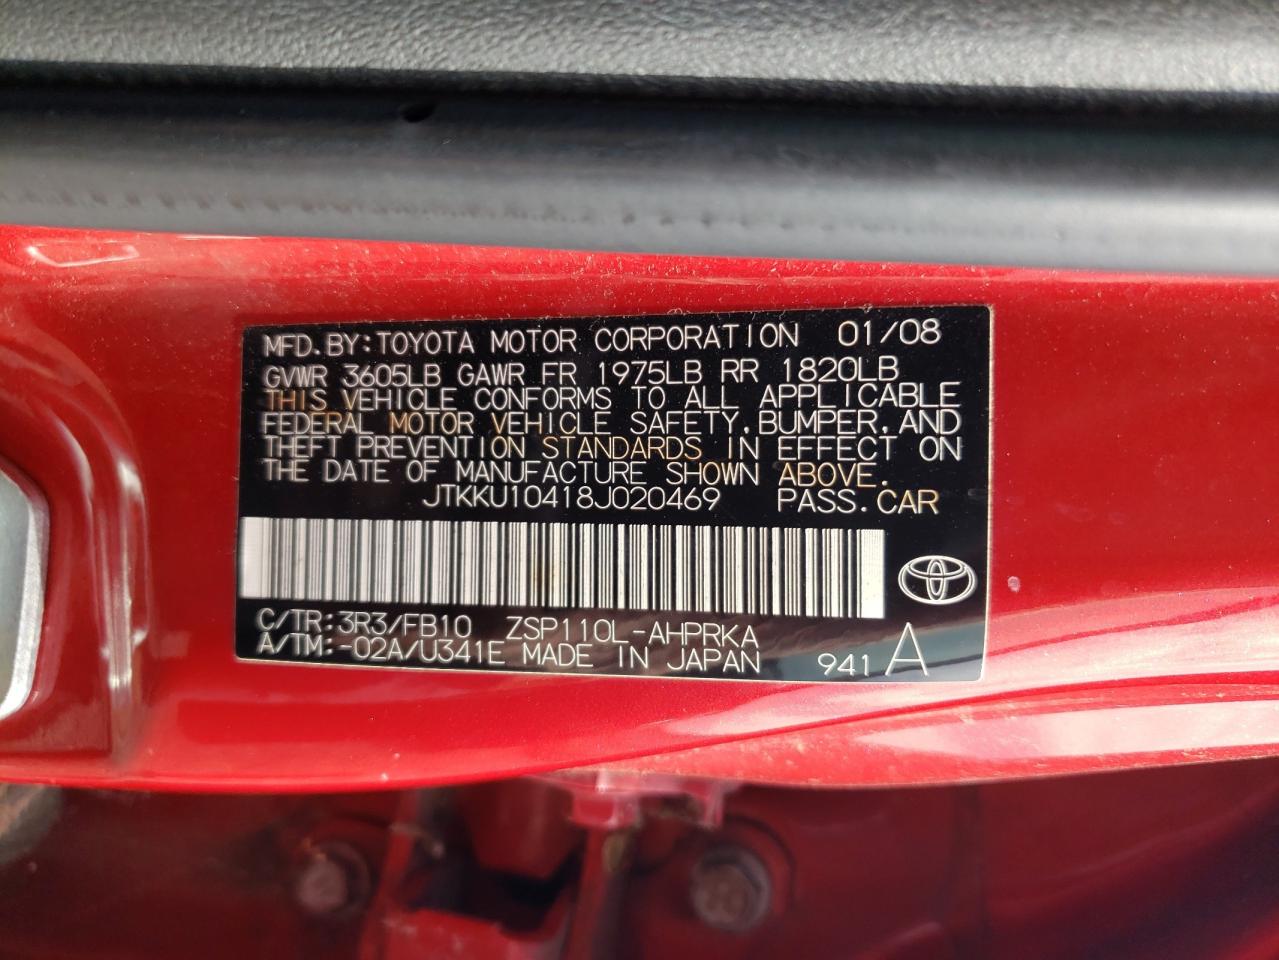 MFD.BY:TOYOTA MOTOR CORPORATION 01/08
GVWR 3605LB GAWR FR 1975LB RR 1820LB
THIS VEHICLE CONFORMS TO ALL APPLICABLE
FEDERAL MOTOR VEHICLE SAFETY,BUMPER,AND
THEFT PREVENTION STANDARDS IN EFFECT ON
THE DATE OF MANUFACTURE SHOWN ABOVE.
JTKKU10418J020469 PASS.CAR
C/TR:3R3/FB10 ZSP110L-AHPRKA
A/TM:-02A/U341E MADE IN JAPAN 941 A